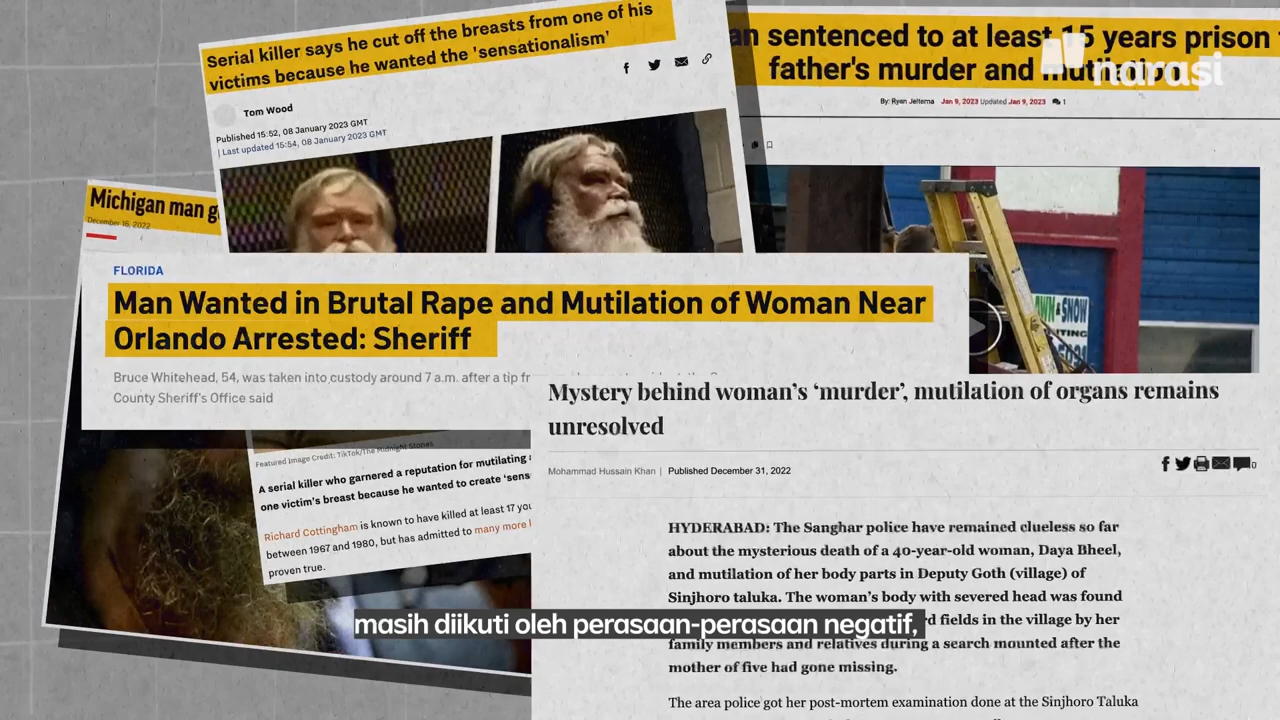 Serial killer says he cut off the breasts from one of his
victims because he wanted the 'sensationalism'
Tom Wood
Published 15:52, 08 January 2023 GMT
| Last updated 15:54, 08 January 2023 GMT
sentenced to at least 15 years prison
father's murder and mutilation
By: Ryan Jeltema Jan 9, 2023 Updated Jan 9, 2023 1
narasi
Michigan man
December 16, 2022
FLORIDA
Man Wanted in Brutal Rape and Mutilation of Woman Near
Orlando Arrested: Sheriff
Bruce Whitehead, 54, was taken into custody around 7 a.m. after a tip
County Sheriff's Office said
Featured Image Credit: TikTok/The Midnight Stones
A serial killer who garnered a reputation for mutilating
one victim's breast because he wanted to create
Richard Cottingham is known to have killed at least 17
between 1967 and 1980, but has admitted to many more
proven true.
Mystery behind woman's 'murder', mutilation of organs remains
unresolved
Mohammad Hussain Khan | Published December 31, 2022
0
HYDERABAD: The Sanghar police have remained clueless so far
about the mysterious death of a 40-year-old woman, Daya Bheel,
and mutilation of her body parts in Deputy Goth (village) of
Sinjhoro taluka. The woman's body with severed head was found
fields in the village by her
family members and relatives during a search mounted after the
mother of five had gone missing.
The area police got her post-mortem examination done at the Sinjhoro Taluka
masih diikuti oleh perasaan-perasaan negatif,